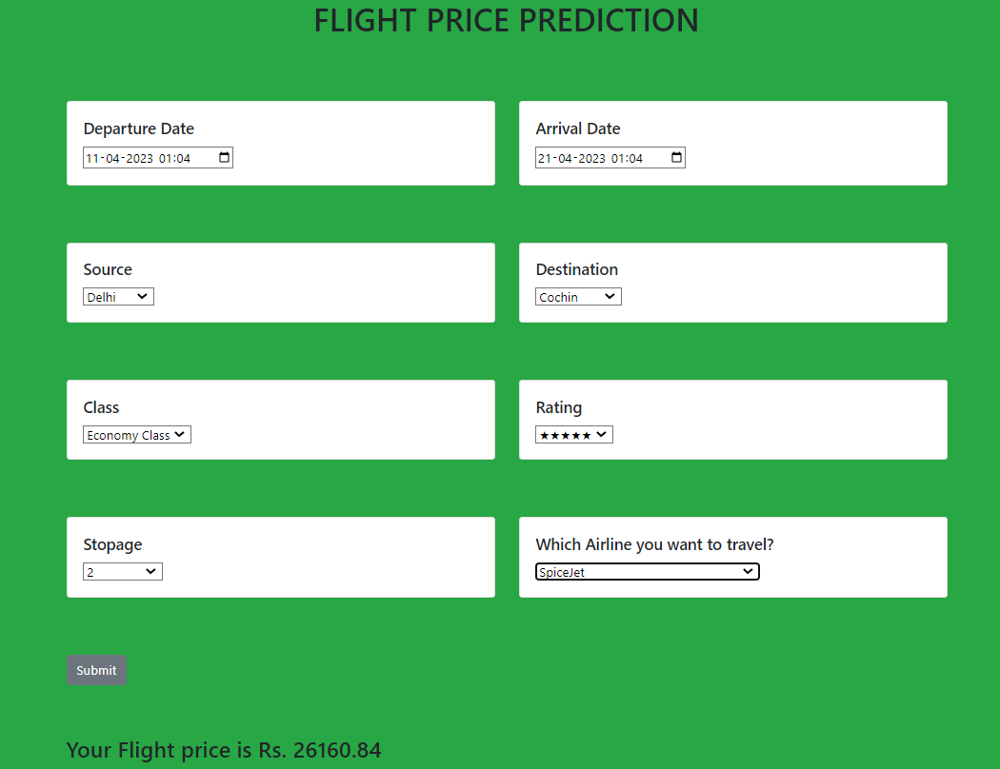 FLIGHT PRICE PREDICTION
Departure Date
11-04-2023 01:04
Arrival Date
21-04-2023 01:04
Source
Delhi
Destination
Cochin
Class
Economy Class
Rating
★★★★★
Stopage
2
Which Airline you want to travel?
SpiceJet
Submit
Your Flight price is Rs. 26160.84